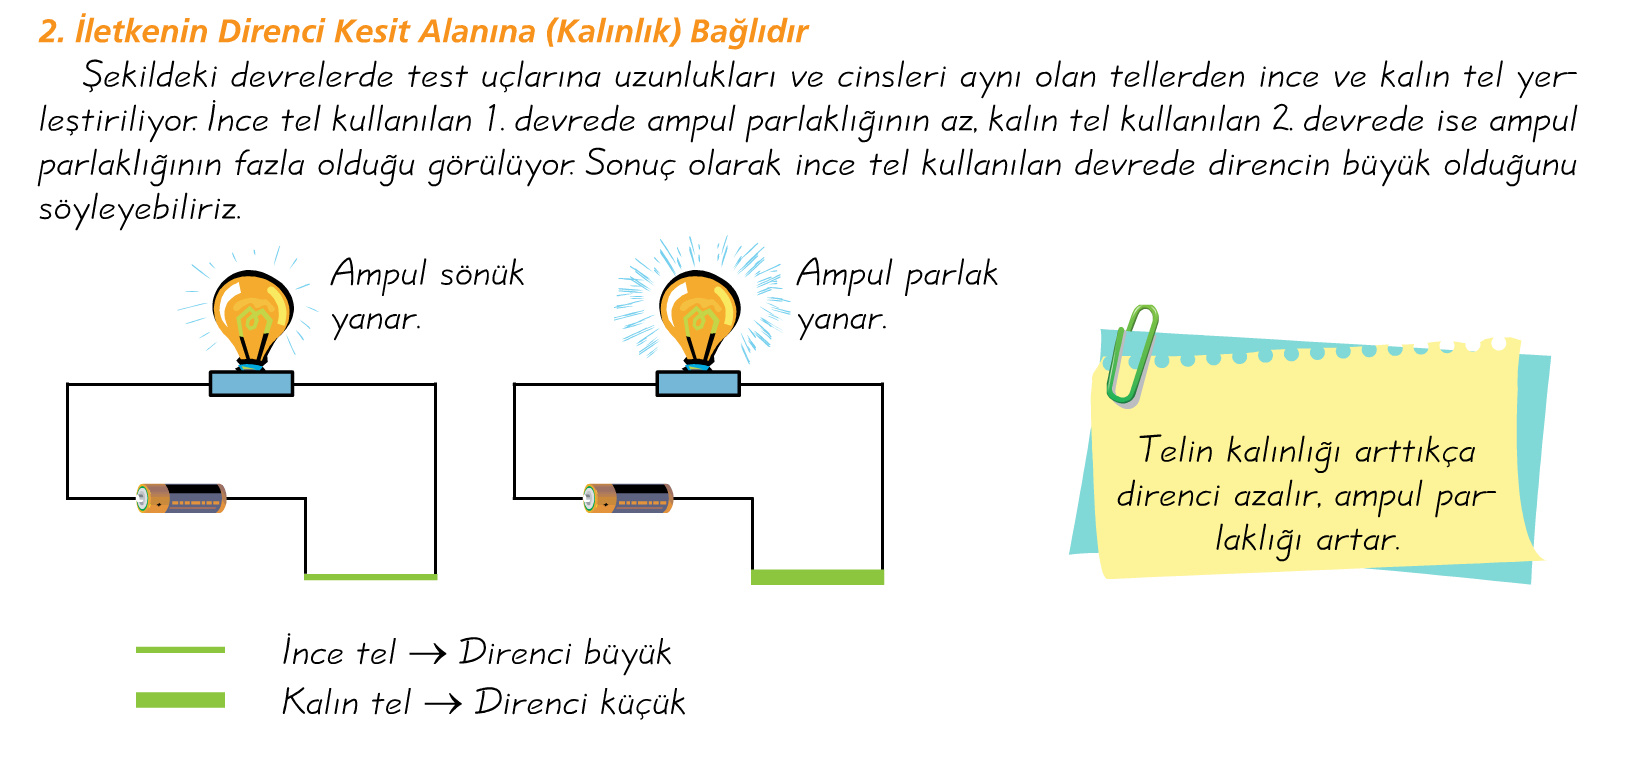 2. İletkenin Direnci Kesit Alanına (Kalınlık) Bağlıdır
Şekildeki devrelerde test uçlarına uzunlukları ve cinsleri aynı olan tellerden ince ve kalın tel yer-
leştiriliyor. İnce tel kullanılan 1. devrede ampul parlaklığının az, kalın tel kullanılan 2. devrede ise ampul
parlaklığının fazla olduğu görülüyor. Sonuç olarak ince tel kullanılan devrede direncin büyük olduğunu
söyleyebiliriz.
Ampul sönük
yanar.
Ampul parlak
yanar.
Telin kalınlığı arttıkça
direnci azalır, ampul par-
laklığı artar.
İnce tel → Direnci büyük
Kalın tel → Direnci küçük